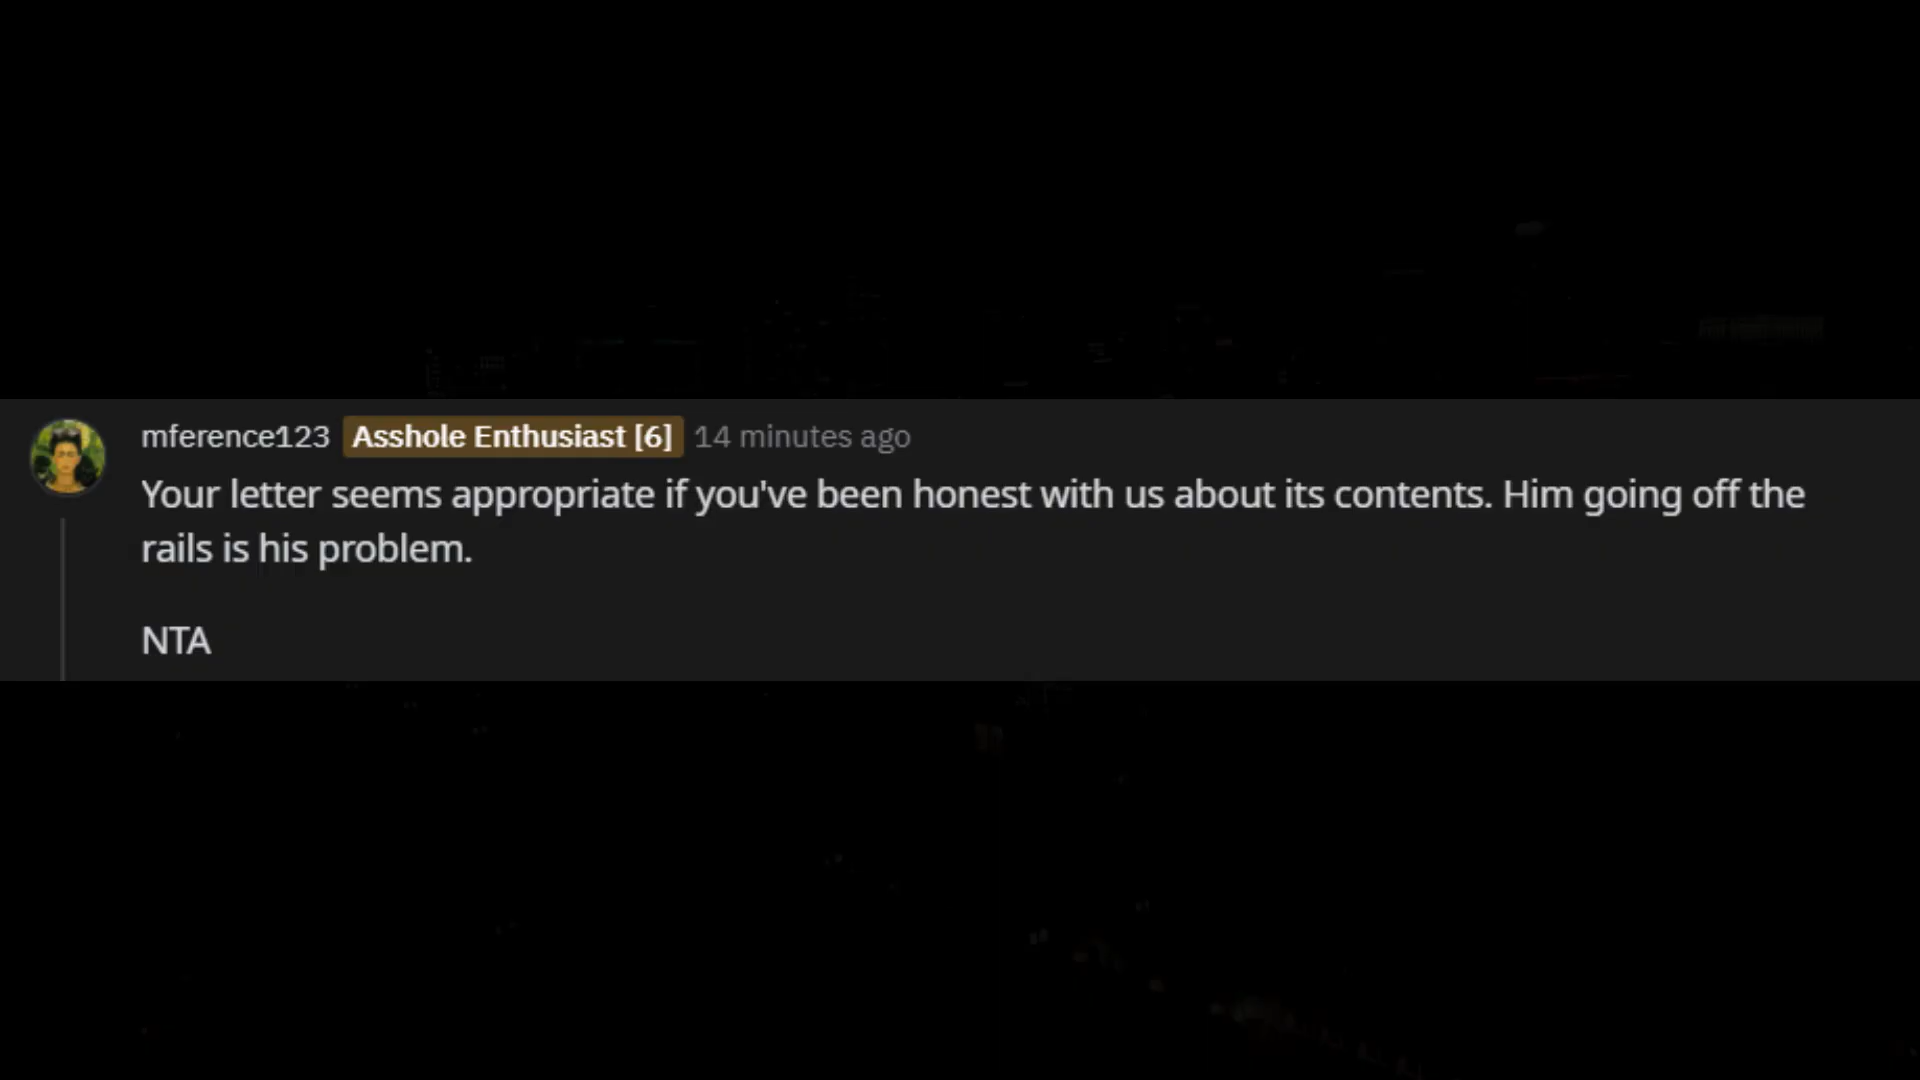 mference123 Asshole Enthusiast [6] 14 minutes ago
Your letter seems appropriate if you've been honest with us about its contents. Him going off the
rails is his problem.
NTA